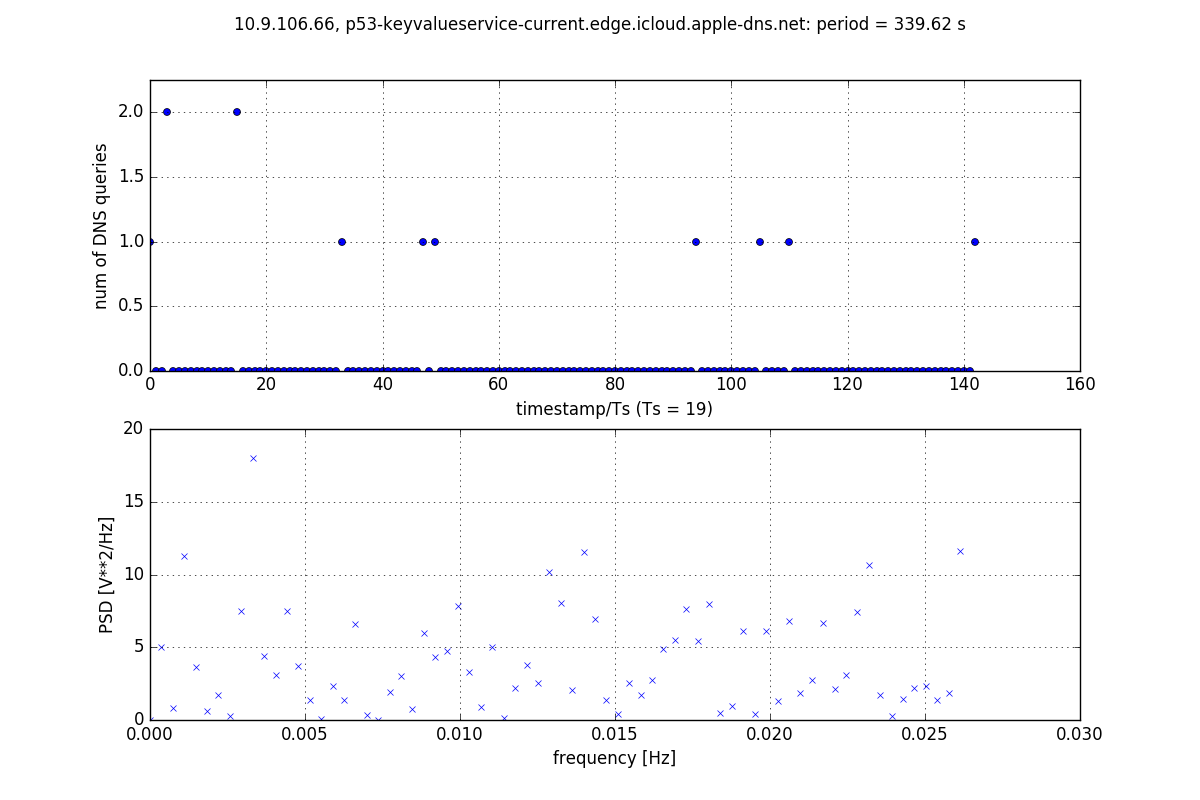 10.9.106.66, p53-keyvalueservice-current.edge.icloud.apple-dns.net: period = 339.62 s
2.0
1.5
num of DNS queries
1.0
0.5
0.0
0 20 40 60 80 100 120 140 160
timestamp/Ts (Ts = 19)
20
15
PSD [V**2/Hz]
10
5
0
0.000 0.005 0.010 0.015 0.020 0.025 0.030
frequency [Hz]